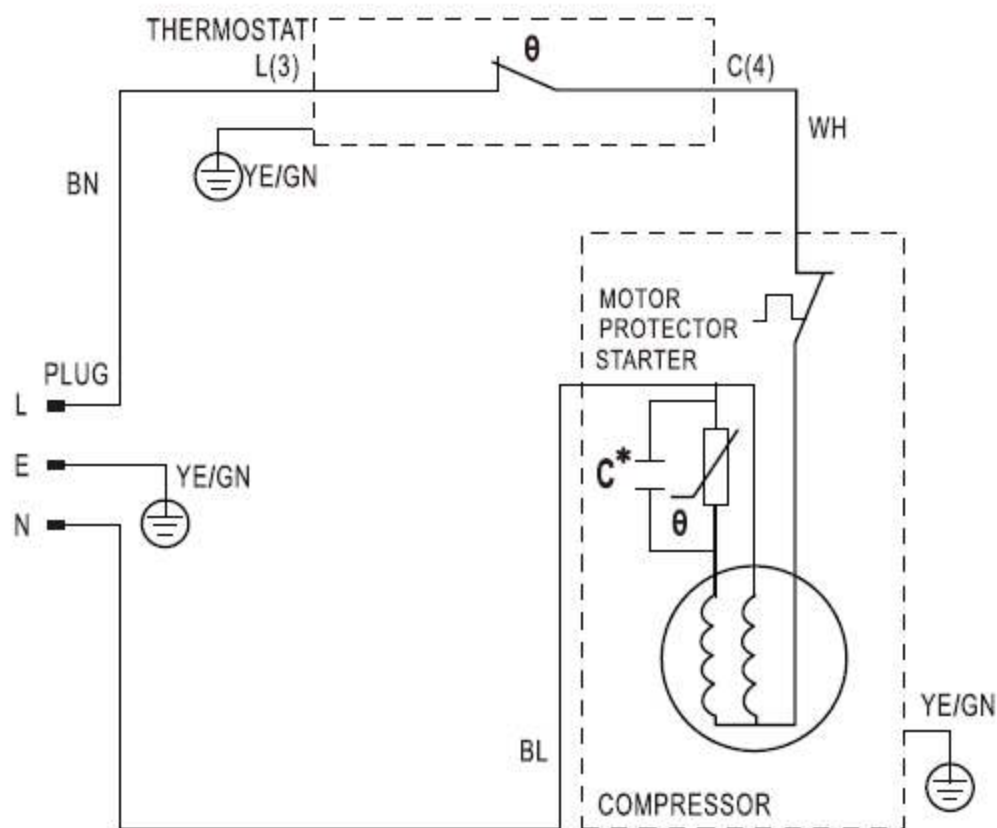 THERMOSTAT
L(3)
θ
C(4)
WH
BN
YE/GN
MOTOR
PROTECTOR
STARTER
PLUG
L
E
YE/GN
N
C*
θ
YE/GN
BL
COMPRESSOR